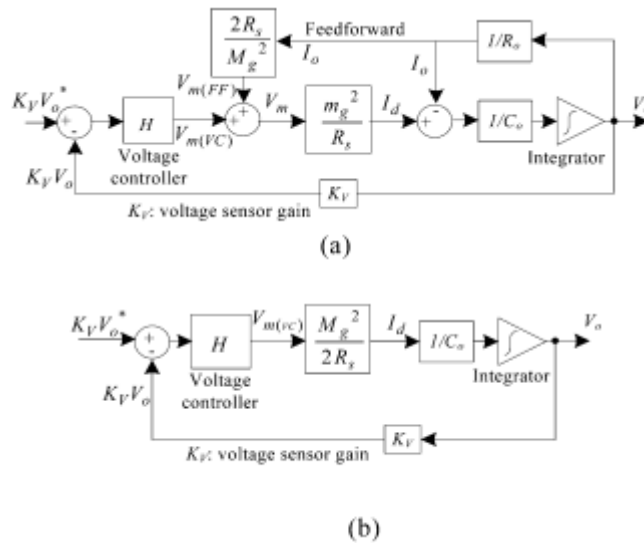 2R_s
M_g^2
Feedforward
I_o
1/R_o
V_m(FF)
I_o
K_V V_o^*
V_m
m_g^2
R_s
I_d
H
V_m(VC)
1/C_o
V
Voltage
controller
Integrator
K_V V_o
K_V
K_V: voltage sensor gain
(a)
K_V V_o^*
V_m(VC)
M_g^2
2R_s
I_d
V_o
H
1/C_o
Voltage
controller
Integrator
K_V V_o
K_V
K_V: voltage sensor gain
(b)